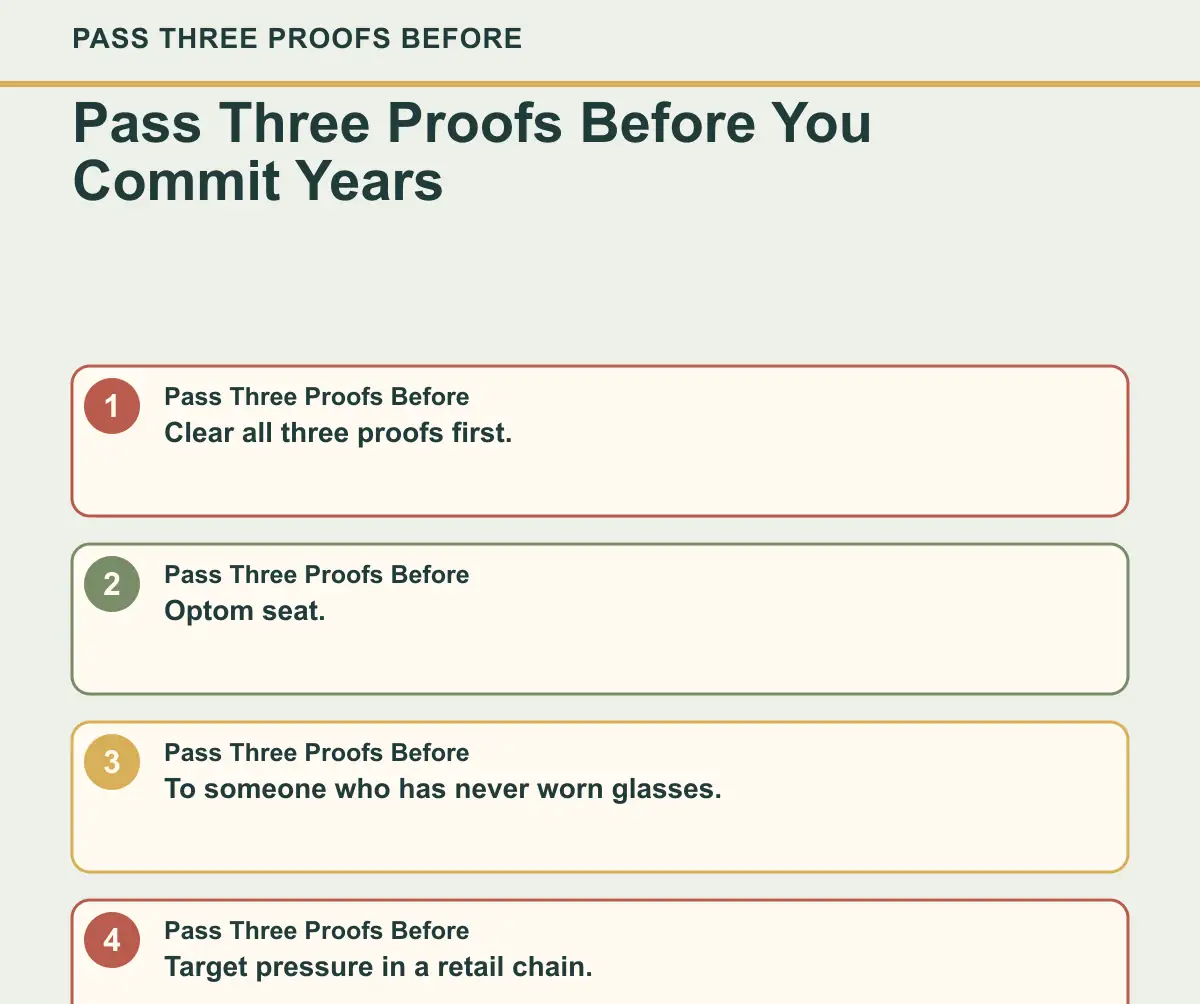 PASS THREE PROOFS BEFORE
Pass Three Proofs Before You
Commit Years
1
Pass Three Proofs Before
Clear all three proofs first.
2
Pass Three Proofs Before
Optom seat.
3
Pass Three Proofs Before
To someone who has never worn glasses.
4
Pass Three Proofs Before
Target pressure in a retail chain.